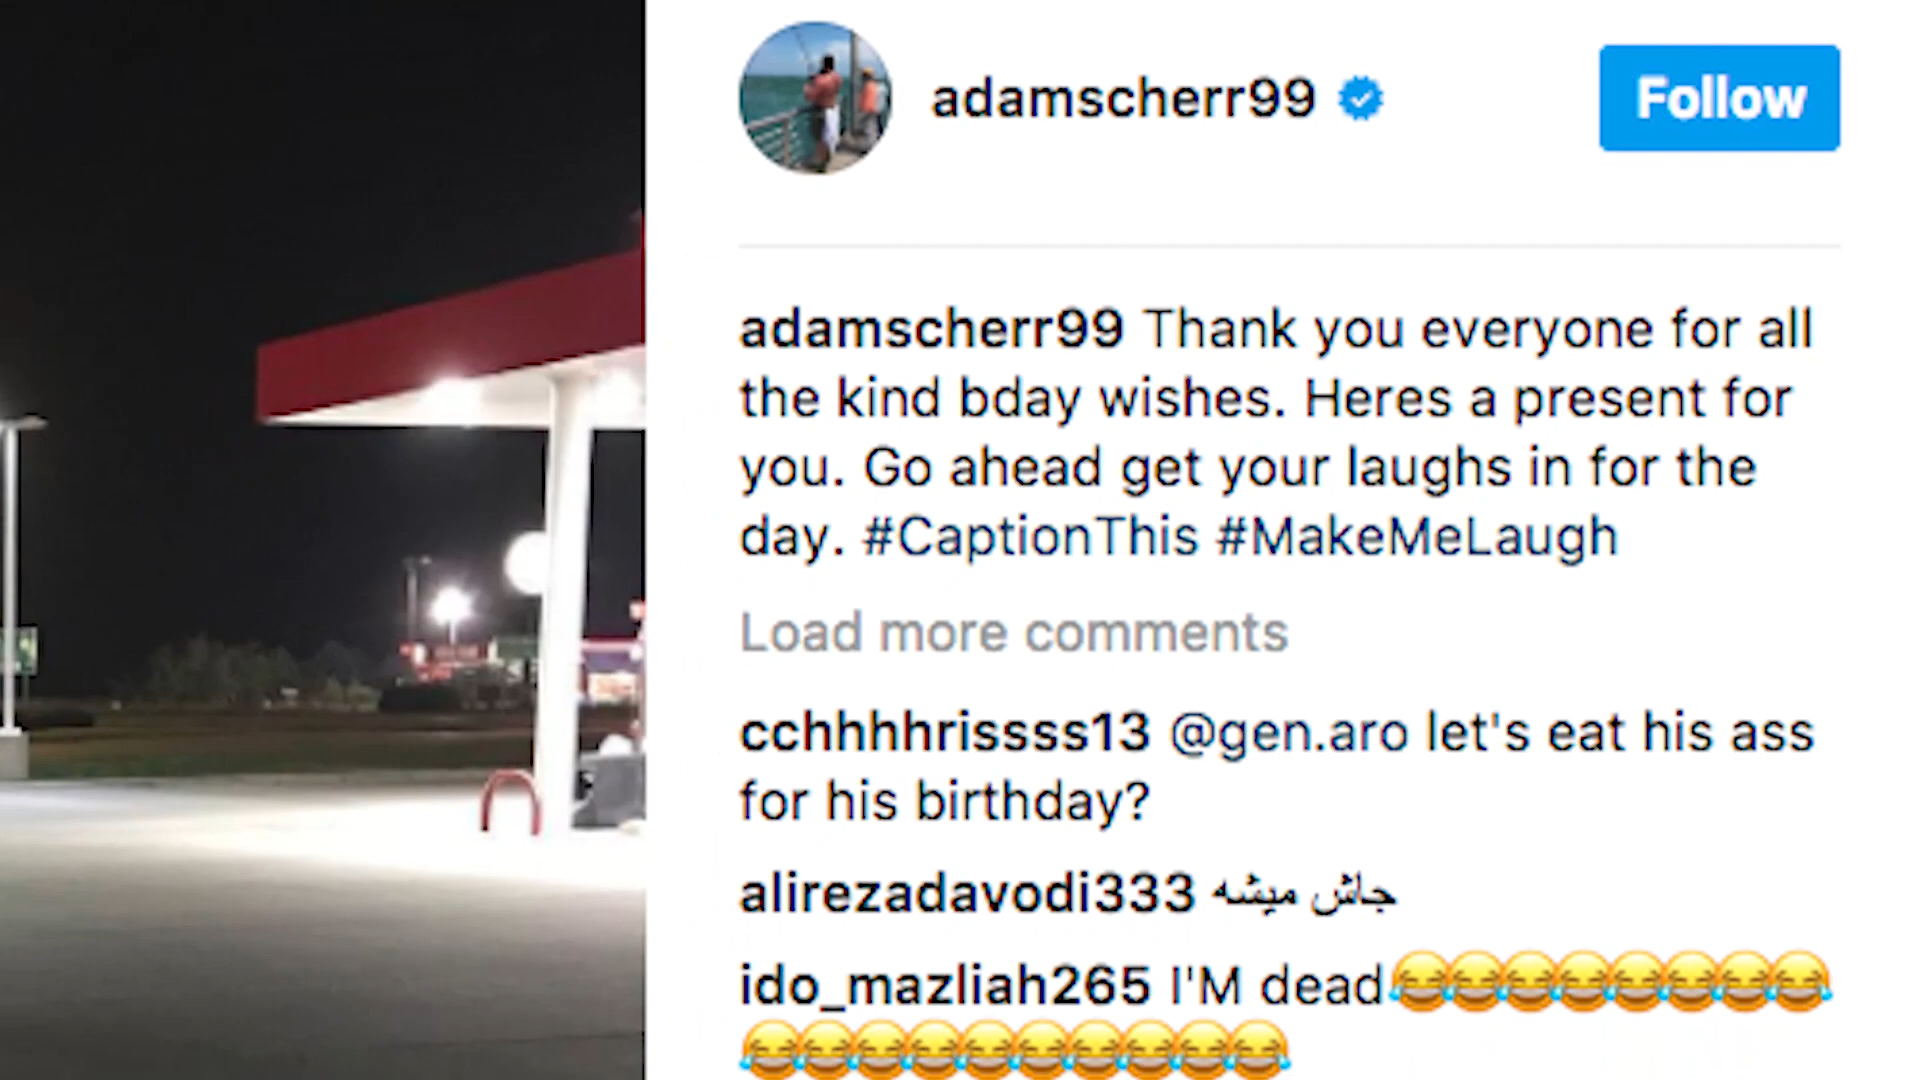 adamscherr99
Follow
adamscherr99 Thank you everyone for all
the kind bday wishes. Heres a present for
you. Go ahead get your laughs in for the
day. #CaptionThis #MakeMeLaugh
Load more comments
cchhhhrissss13 @gen.aro let's eat his ass
for his birthday?
alirezadavodi333 جاش میشه
ido_mazliah265 I'M dead😂😂😂😂😂😂😂😂
😂😂😂😂😂😂😂😂😂😂